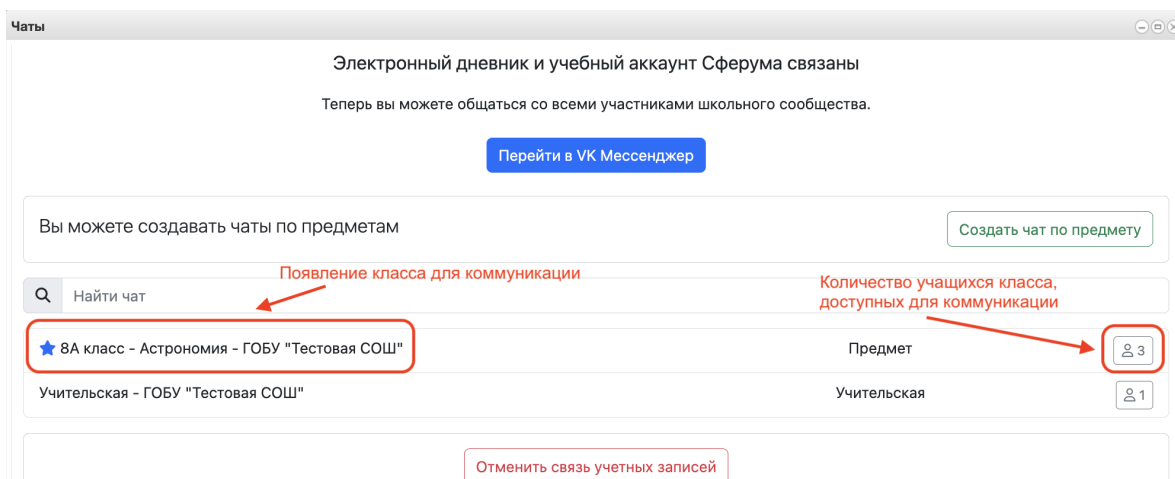 Чаты
Электронный дневник и учебный аккаунт Сферума связаны
Теперь вы можете общаться со всеми участниками школьного сообщества.
Перейти в VK Мессенджер
Вы можете создавать чаты по предметам
Создать чат по предмету
Появление класса для коммуникации
Количество учащихся класса,
доступных для коммуникации
Найти чат
8А класс - Астрономия - ГОБУ "Тестовая СОШ" Предмет 3
Учительская - ГОБУ "Тестовая СОШ" Учительская 1
Отменить связь учетных записей